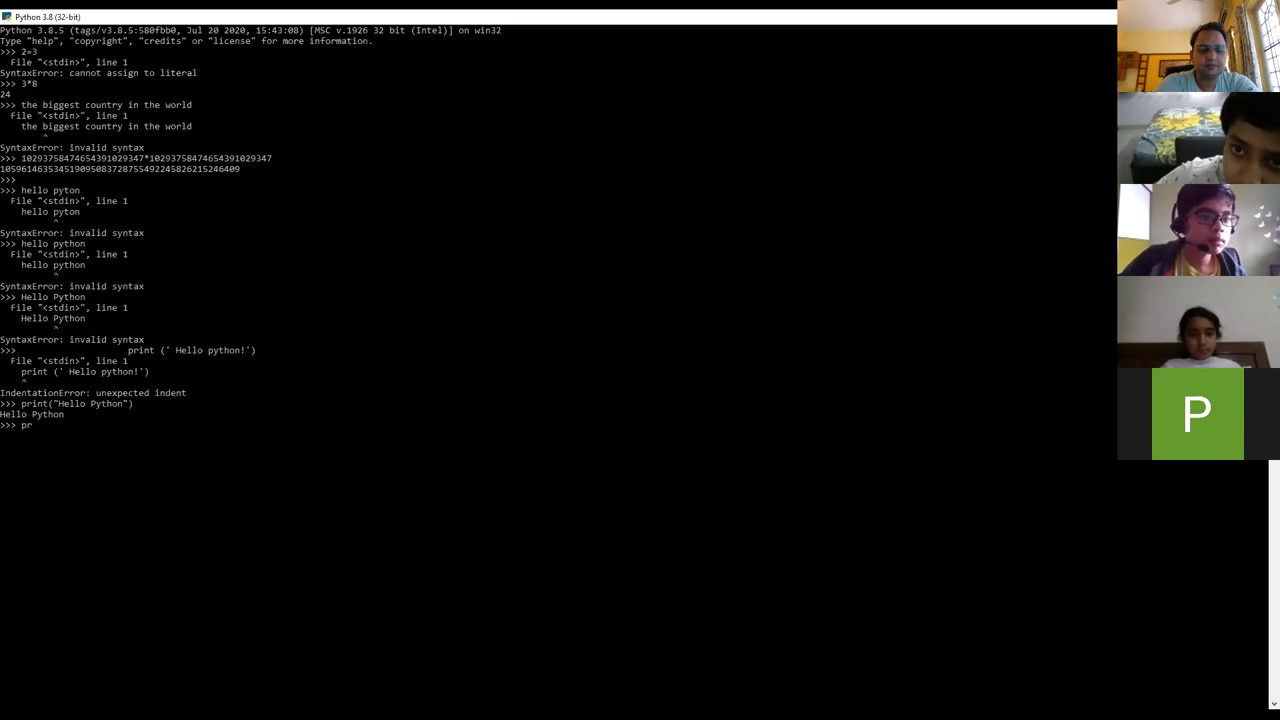 Python 3.8 (32-bit)
Python 3.8.5 (tags/v3.8.5:580fbb0, Jul 20 2020, 15:43:08) [MSC v.1926 32 bit (Intel)] on win32
Type "help", "copyright", "credits" or "license" for more information.
>>> 2=3
  File "<stdin>", line 1
SyntaxError: cannot assign to literal
>>> 3*8
24
>>> the biggest country in the world
  File "<stdin>", line 1
    the biggest country in the world
        ^
SyntaxError: invalid syntax
>>> 10293758474654391029347*10293758474654391029347
105961463534519095083728755492245826215246409
>>>
>>> hello pyton
  File "<stdin>", line 1
    hello pyton
          ^
SyntaxError: invalid syntax
>>> hello python
  File "<stdin>", line 1
    hello python
          ^
SyntaxError: invalid syntax
>>> Hello Python
  File "<stdin>", line 1
    Hello Python
          ^
SyntaxError: invalid syntax
>>>                     print (' Hello python!')
  File "<stdin>", line 1
    print (' Hello python!')
    ^
IndentationError: unexpected indent
>>> print("Hello Python")
Hello Python
>>> pr
P